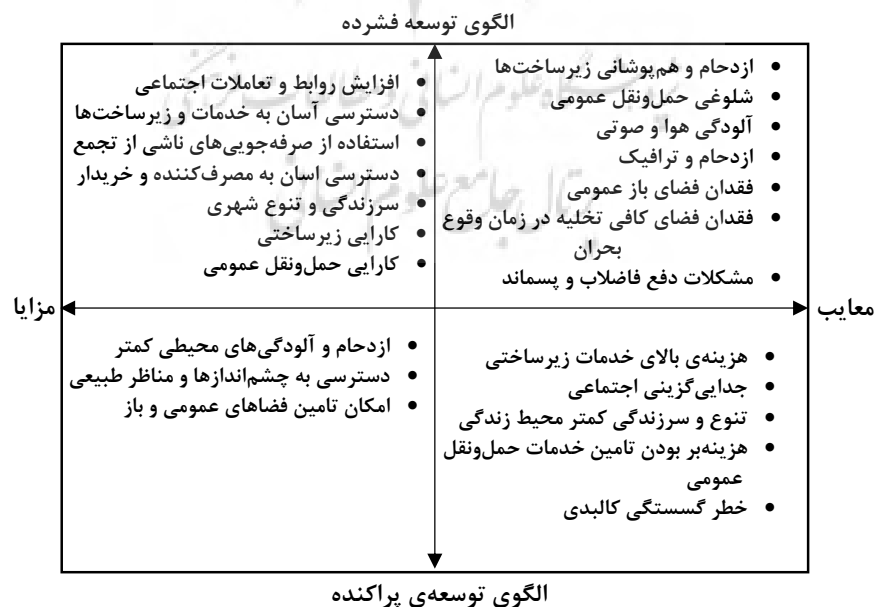 الگوی توسعه فشرده
• ازدحام و هم‌پوشانی زیرساخت‌ها
• شلوغی حمل‌ونقل عمومی
• آلودگی هوا و صوتی
• ازدحام و ترافیک
• فقدان فضای باز عمومی
• فقدان فضای کافی تخلیه در زمان وقوع
بحران
• مشکلات دفع فاضلاب و پسماند
• افزایش روابط و تعاملات اجتماعی
• دسترسی آسان به خدمات و زیرساخت‌ها
• استفاده از صرفه‌جویی‌های ناشی از تجمع
• دسترسی اسان به مصرف‌کننده و خریدار
• سرزندگی و تنوع شهری
• کارایی زیرساختی
• کارایی حمل‌ونقل عمومی
معایب
مزایا
• هزینه‌ی بالای خدمات زیرساختی
• جدایی‌گزینی اجتماعی
• تنوع و سرزندگی کمتر محیط زندگی
• هزینه‌بر بودن تامین خدمات حمل‌ونقل
عمومی
• خطر گسستگی کالبدی
• ازدحام و آلودگی‌های محیطی کمتر
• دسترسی به چشم‌اندازها و مناظر طبیعی
• امکان تامین فضاهای عمومی و باز
الگوی توسعه‌ی پراکنده
پرتال جامع علوم انسانی